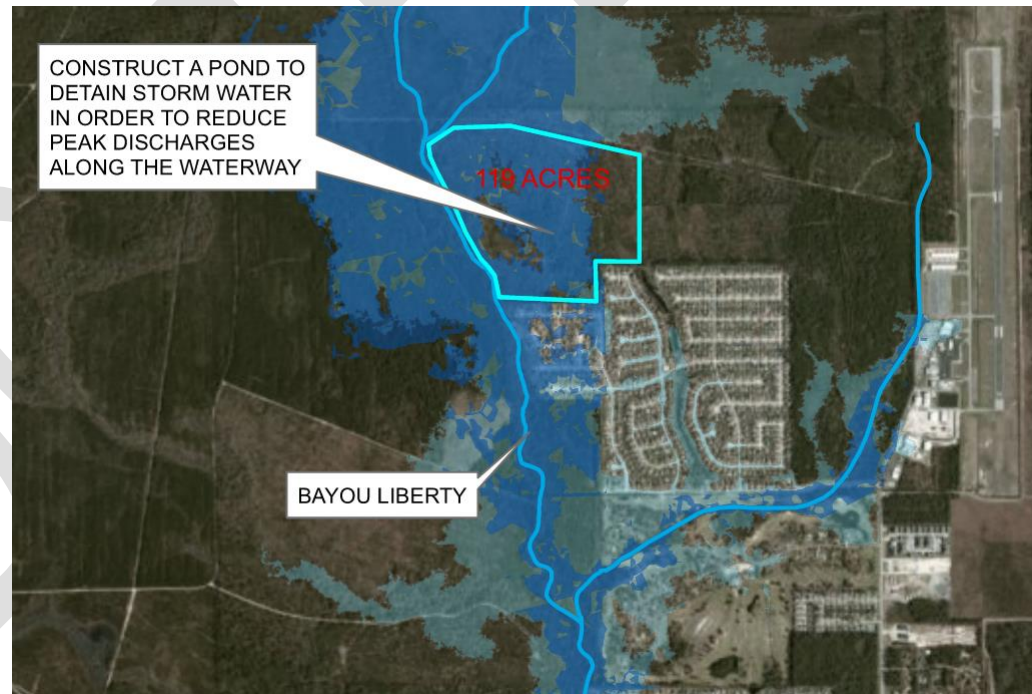 CONSTRUCT A POND TO
DETAIN STORM WATER
IN ORDER TO REDUCE
PEAK DISCHARGES
ALONG THE WATERWAY
119 ACRES
BAYOU LIBERTY